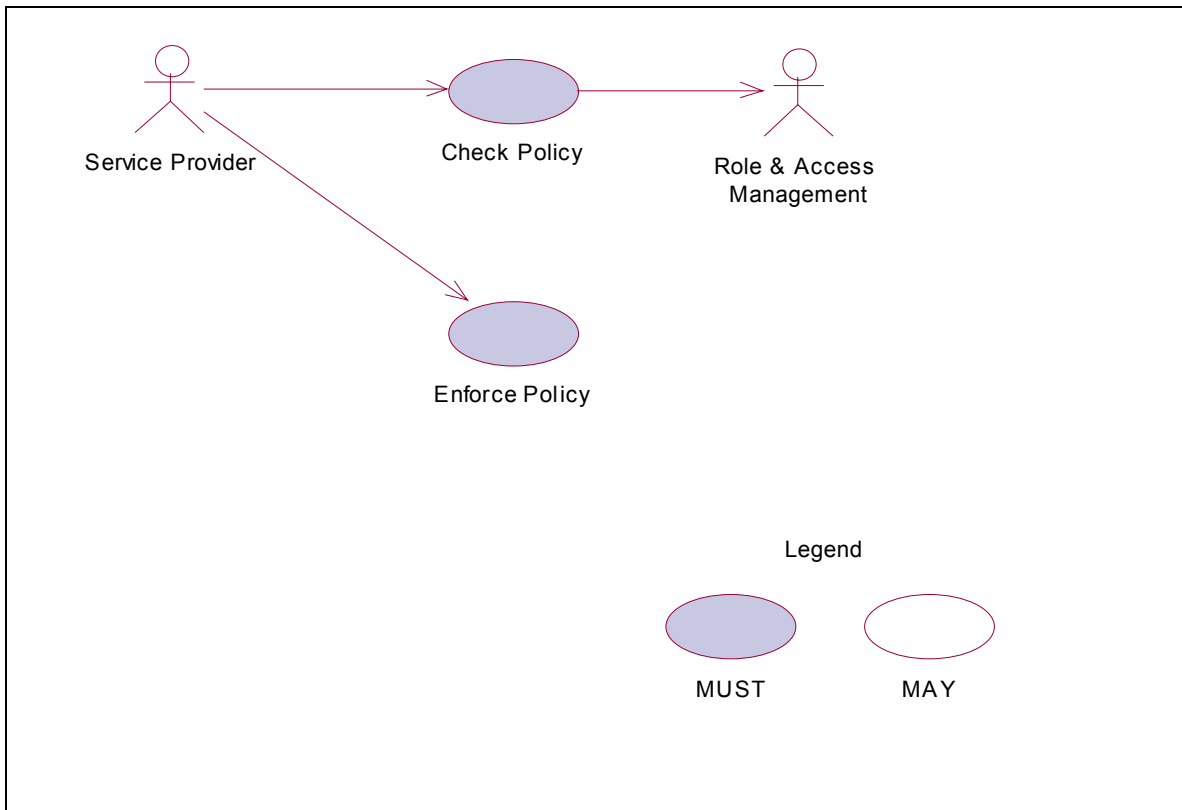 Service Provider
Check Policy
Role & Access
Management
Enforce Policy
Legend
MUST
MAY